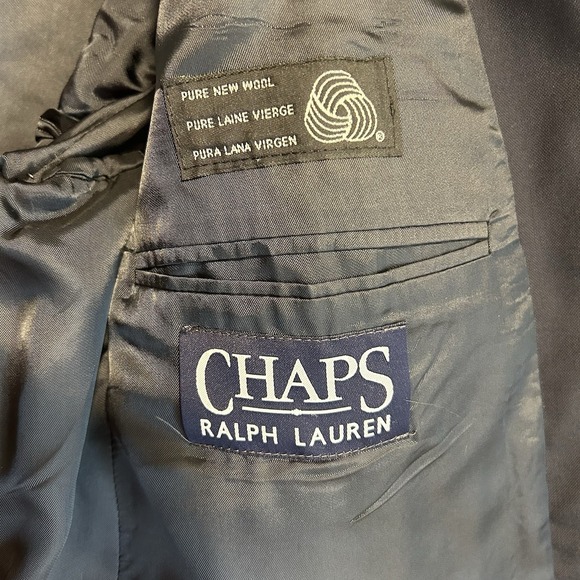 PURE NEW WOOL
PURE LAINE VIERGE
PURA LANA VIRGEN
®
CHAPS
RALPH LAUREN